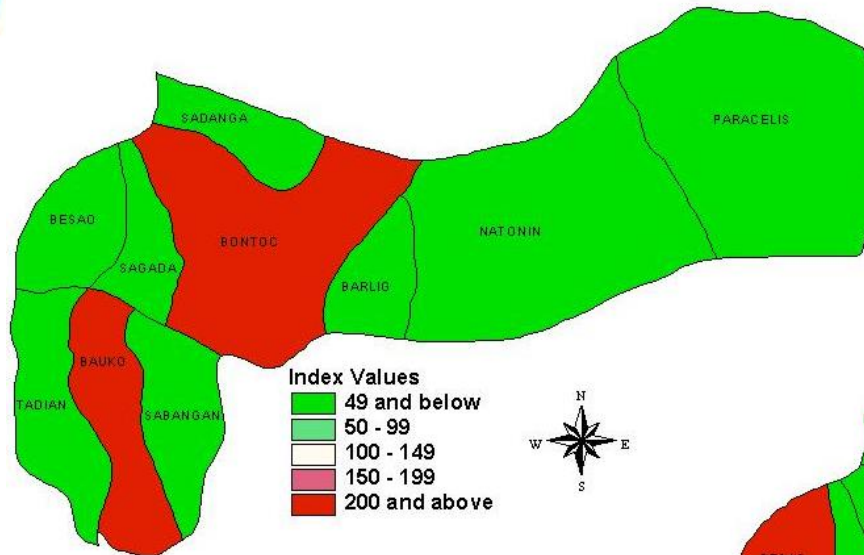 PARACELIS
SADANGA
BESAO
BONTOC
NATONIN
SAGADA
BARLIG
BAUKO
TADIAN
SABANGAN
Index Values
49 and below
50 - 99
100 - 149
150 - 199
200 and above
N
W E
S